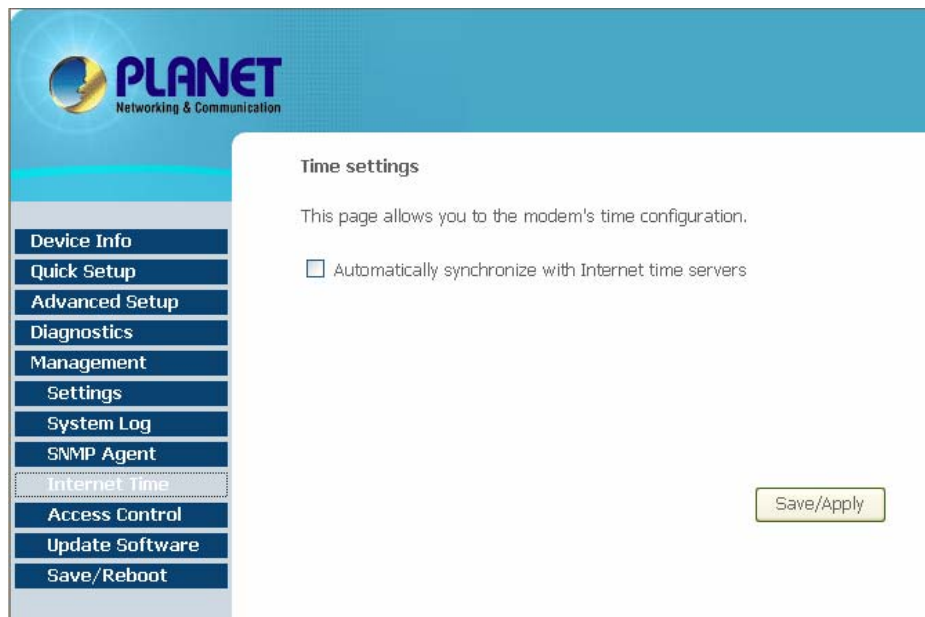 PLANET
Networking & Communication
Time settings
This page allows you to the modem's time configuration.
Automatically synchronize with Internet time servers
Device Info
Quick Setup
Advanced Setup
Diagnostics
Management
Settings
System Log
SNMP Agent
Internet Time
Access Control
Update Software
Save/Reboot
Save/Apply